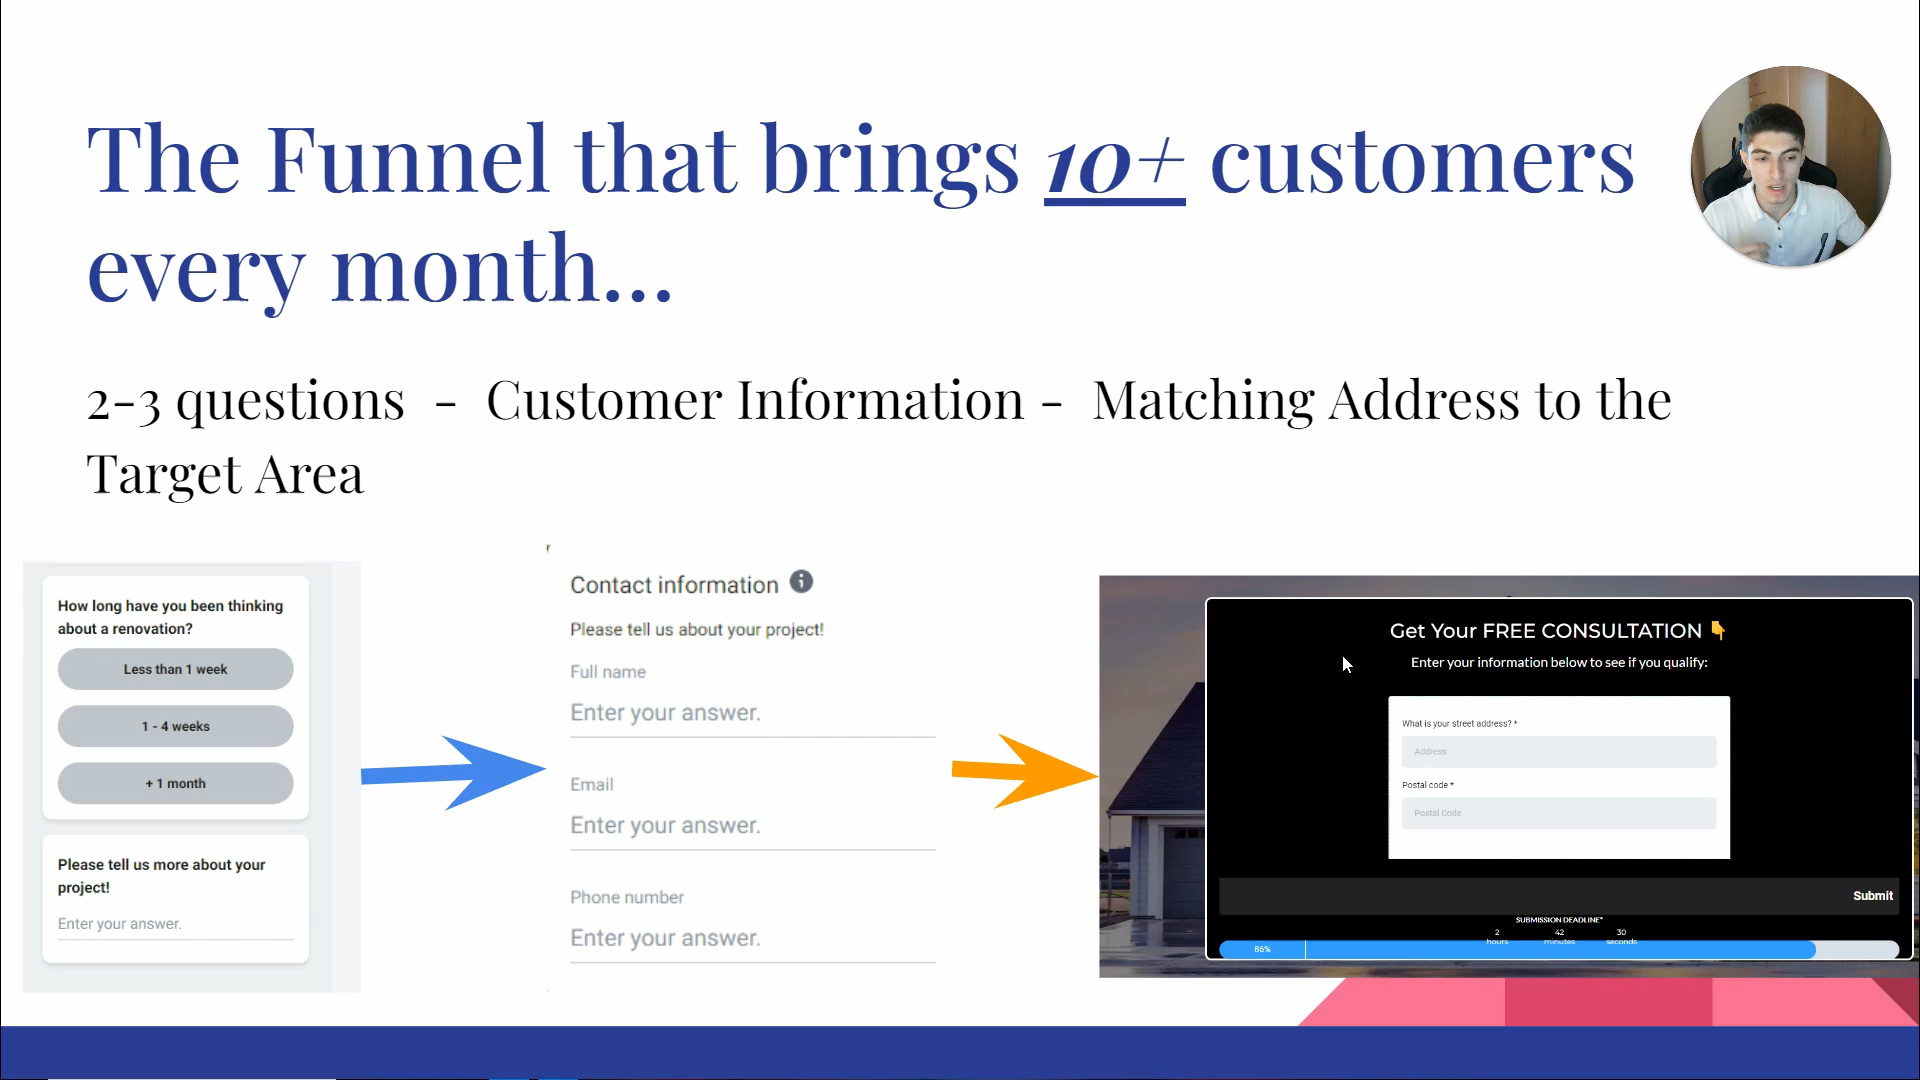 The Funnel that brings 10+ customers
every month...
2-3 questions - Customer Information - Matching Address to the
Target Area
How long have you been thinking
about a renovation?
Less than 1 week
1 - 4 weeks
+ 1 month
Please tell us more about your
project!
Enter your answer.
Contact information
Please tell us about your project!
Full name
Enter your answer.
Email
Enter your answer.
Phone number
Enter your answer.
Get Your FREE CONSULTATION 👇
Enter your information below to see if you qualify:
What is your street address? *
Address
Postal code *
Postal Code
Submit
SUBMISSION DEADLINE*
2 42 30
hours minutes seconds
86%